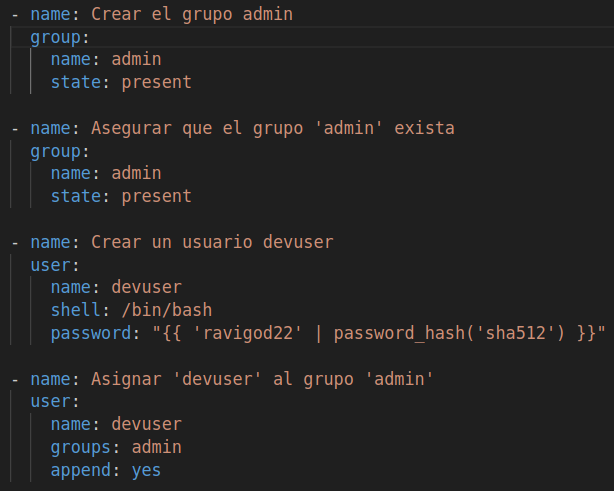 - name: Crear el grupo admin
  group:
    name: admin
    state: present

- name: Asegurar que el grupo 'admin' exista
  group:
    name: admin
    state: present

- name: Crear un usuario devuser
  user:
    name: devuser
    shell: /bin/bash
    password: "{{ 'ravigod22' | password_hash('sha512') }}"

- name: Asignar 'devuser' al grupo 'admin'
  user:
    name: devuser
    groups: admin
    append: yes